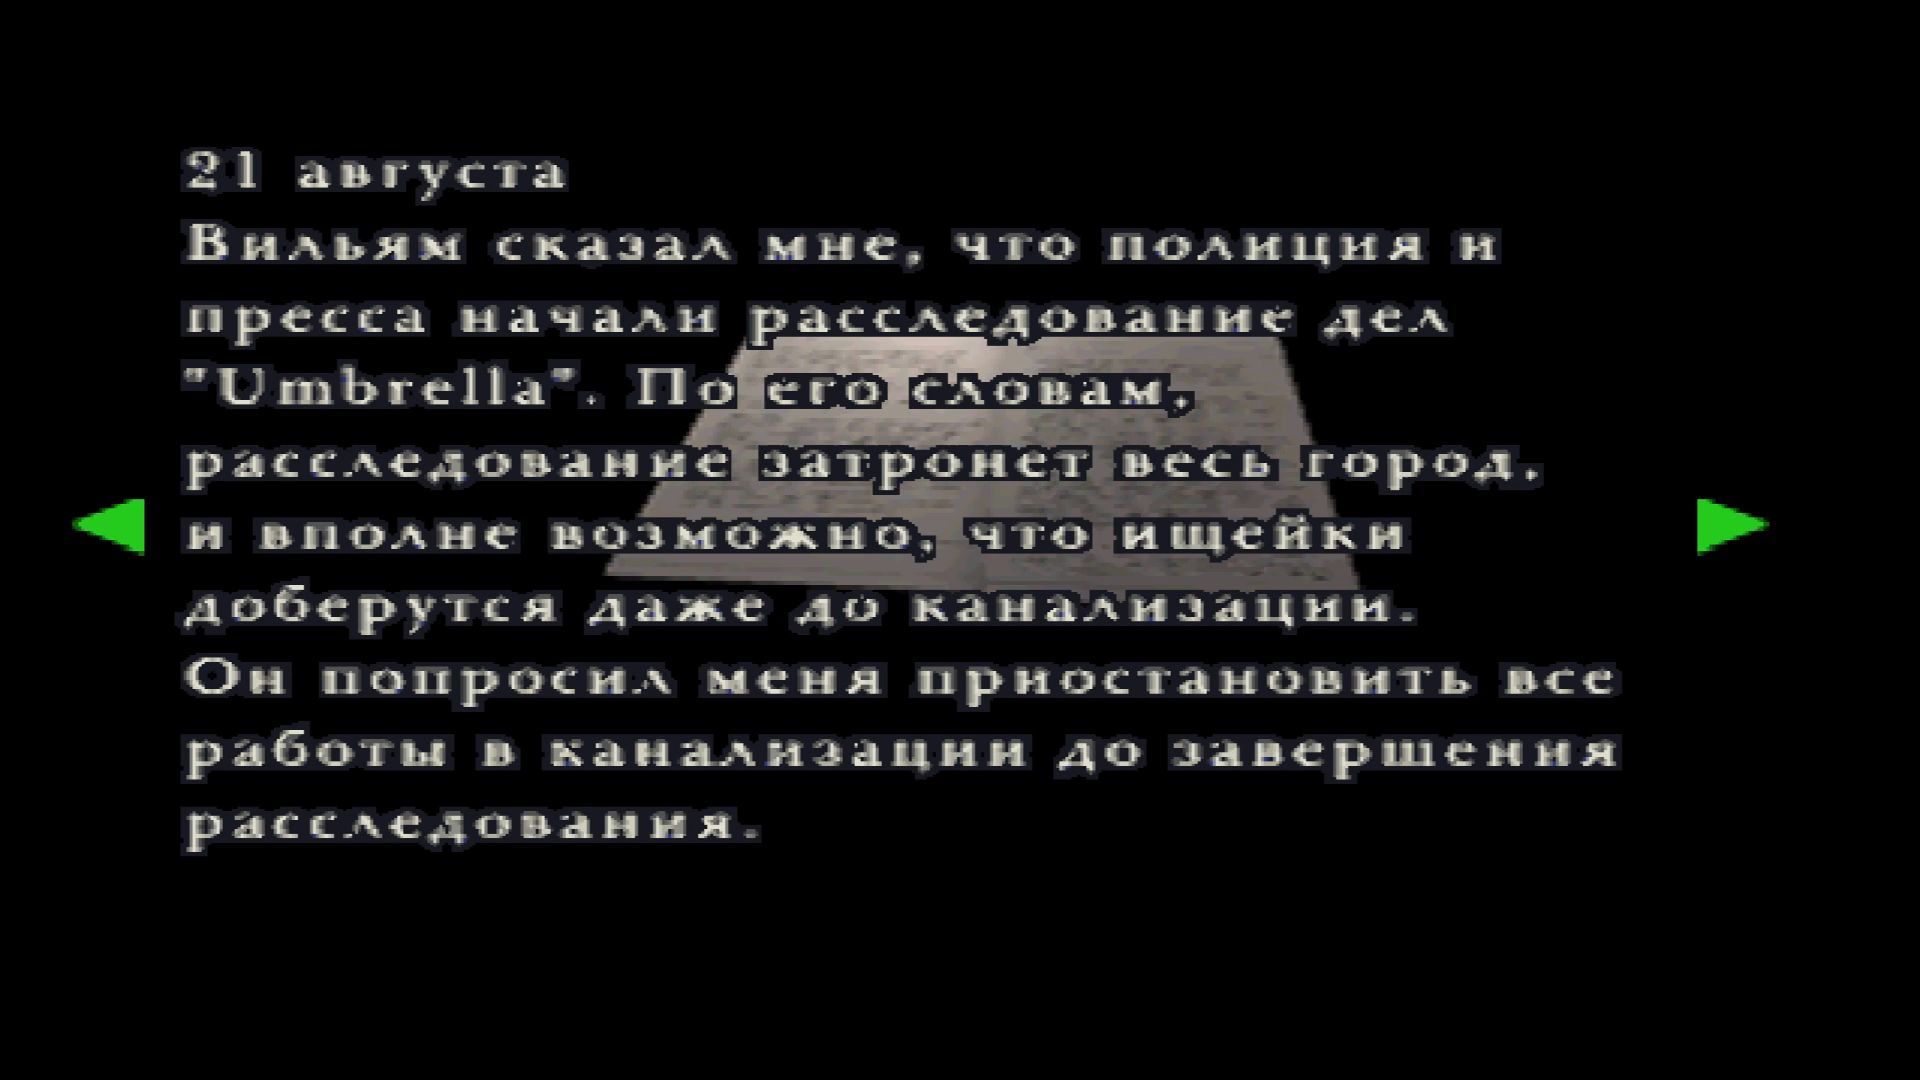 21 августа
Вильям сказал мне, что полиция и
пресса начали расследование дел
"Umbrella". По его словам,
расследование затронет весь город,
и вполне возможно, что ищейки
доберутся даже до канализации.
Он попросил меня приостановить все
работы в канализации до завершения
расследования.